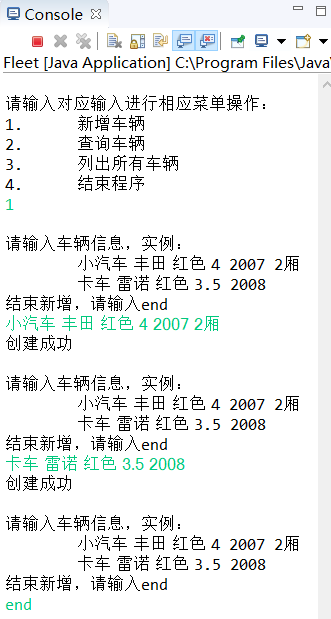 Console
Fleet [Java Application] C:\Program Files\Java\
请输入对应输入进行相应菜单操作：
1. 新增车辆
2. 查询车辆
3. 列出所有车辆
4. 结束程序
1
请输入车辆信息，实例：
小汽车 丰田 红色 4 2007 2厢
卡车 雷诺 红色 3.5 2008
结束新增，请输入end
小汽车 丰田 红色 4 2007 2厢
创建成功
请输入车辆信息，实例：
小汽车 丰田 红色 4 2007 2厢
卡车 雷诺 红色 3.5 2008
结束新增，请输入end
卡车 雷诺 红色 3.5 2008
创建成功
请输入车辆信息，实例：
小汽车 丰田 红色 4 2007 2厢
卡车 雷诺 红色 3.5 2008
结束新增，请输入end
end